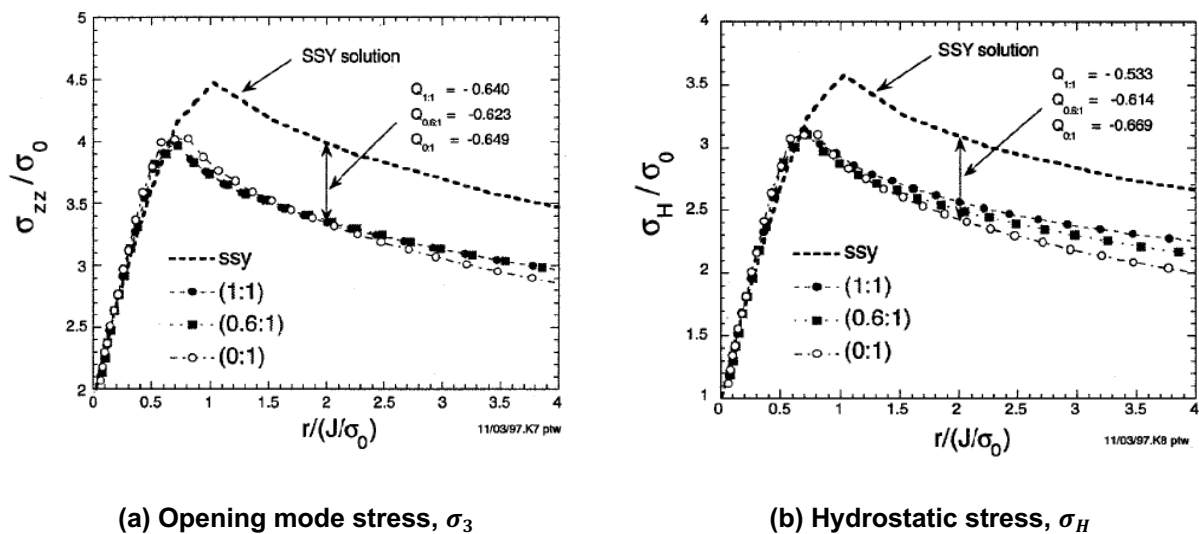 5
4.5
4
3.5
3
2.5
2
σzz/σ0
SSY solution
Q1:1 = -0.640
Q0.6:1 = -0.623
Q0:1 = -0.649
ssy
(1:1)
(0.6:1)
(0:1)
0 0.5 1 1.5 2 2.5 3 3.5 4
r/(J/σ0)
11/03/97.K7 ptw
(a) Opening mode stress, σ3
4
3.5
3
2.5
2
1.5
1
σH/σ0
SSY solution
Q1:1 = -0.533
Q0.6:1 = -0.614
Q0:1 = -0.669
ssy
(1:1)
(0.6:1)
(0:1)
0 0.5 1 1.5 2 2.5 3 3.5 4
r/(J/σ0)
11/03/97.K8 ptw
(b) Hydrostatic stress, σH